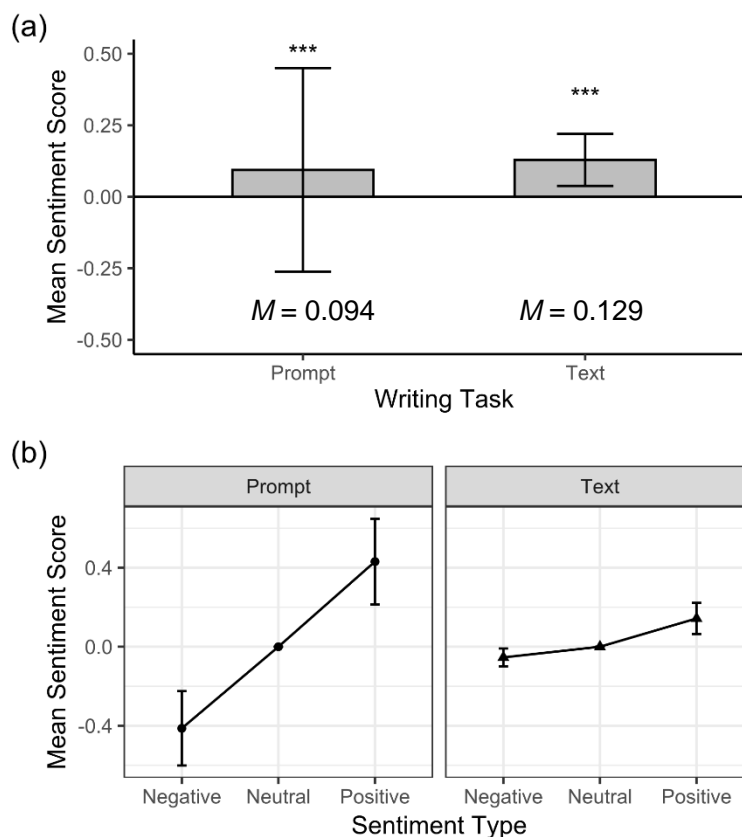 (a)
Mean Sentiment Score
0.50
0.25
0.00
-0.25
-0.50
***
***
M = 0.094
M = 0.129
Prompt
Text
Writing Task
(b)
Prompt
Text
Mean Sentiment Score
0.4
0.0
-0.4
Negative Neutral Positive
Negative Neutral Positive
Sentiment Type